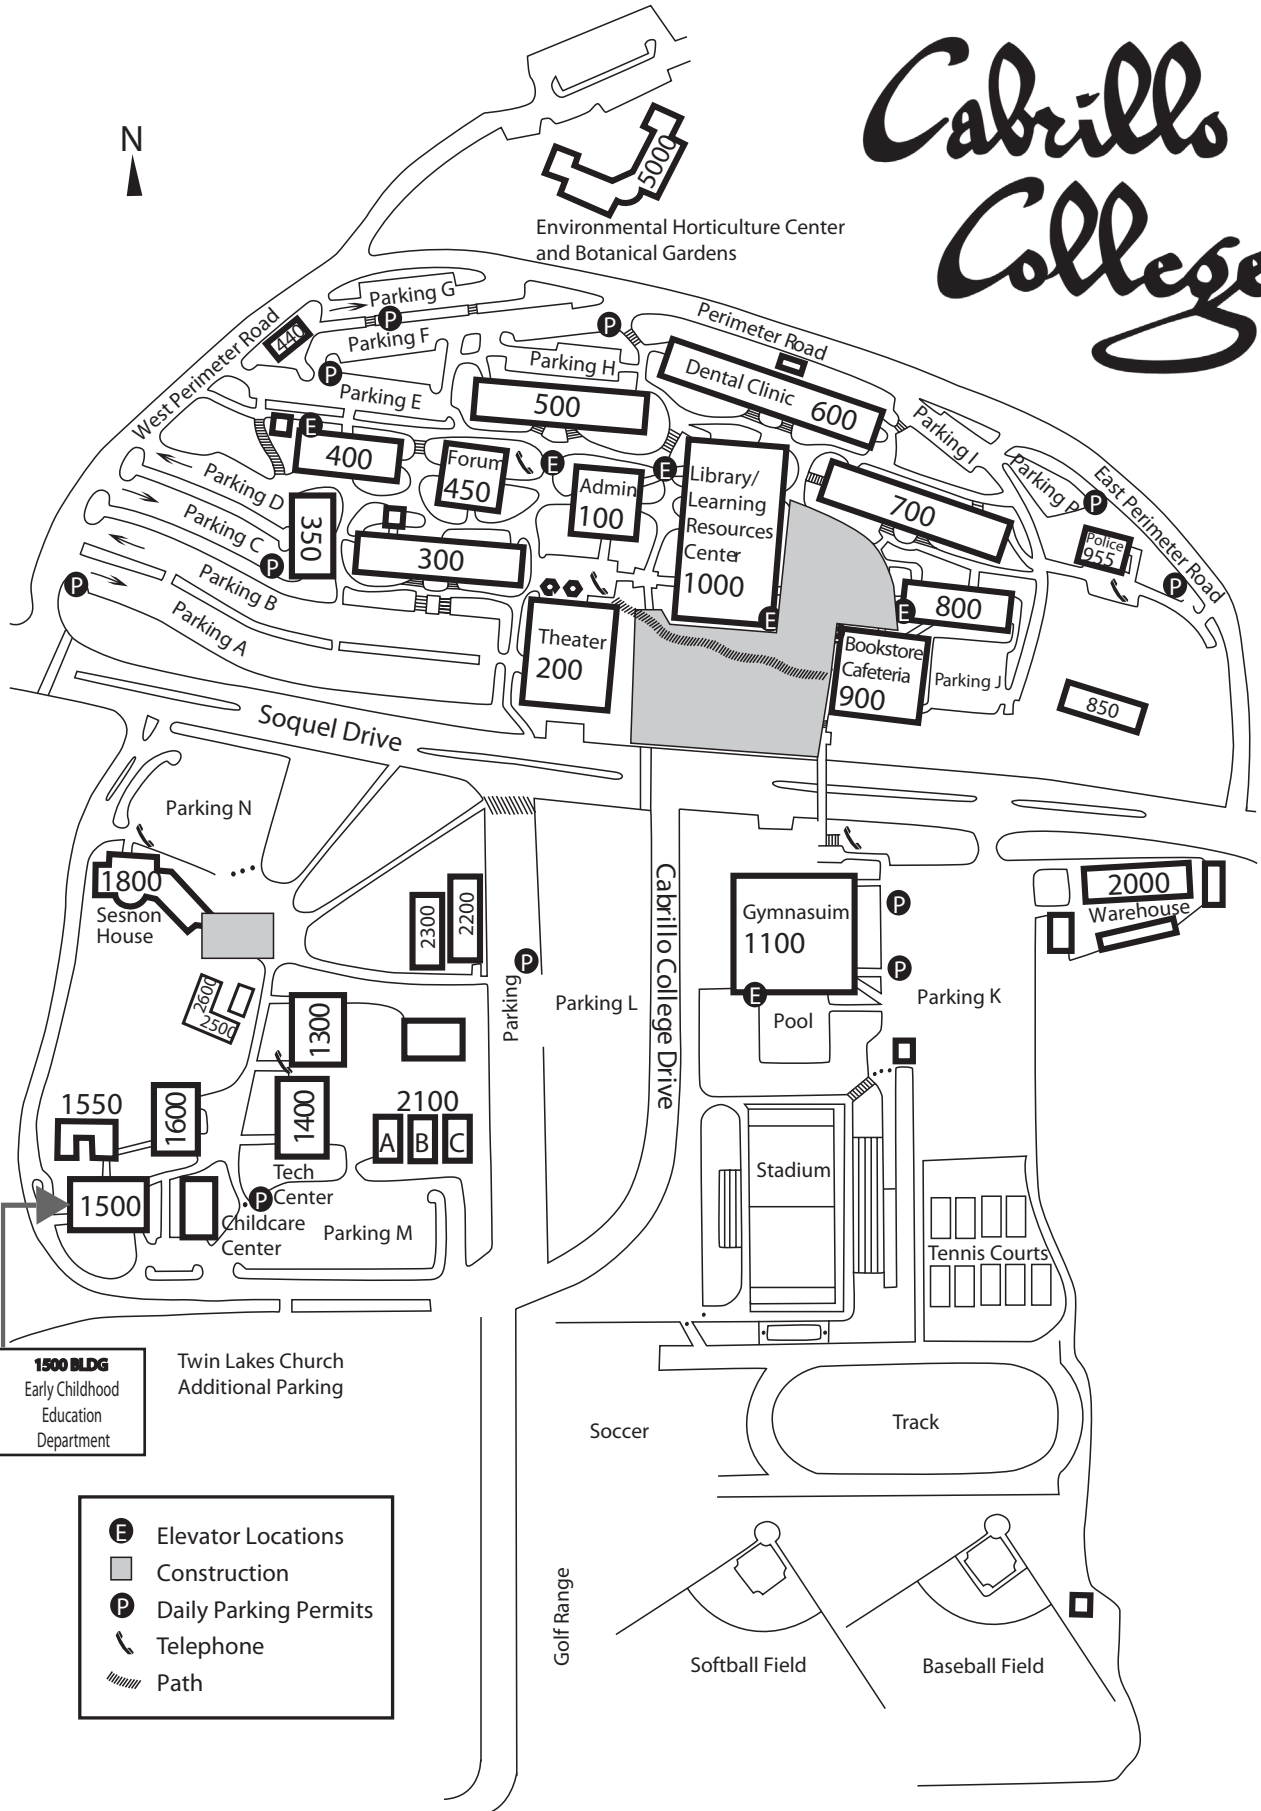 Cabrillo
College
N
5000
Environmental Horticulture Center
and Botanical Gardens
Parking G
P
Parking F
440
West Perimeter Road
P
Parking E
P
Parking H
Perimeter Road
Dental Clinic 600
500
E
400
Forum
450
E
Admin
100
E
Library/
Learning
Resources
Center
1000
E
700
Parking I
Parking P
P
East Perimeter Road
Police
955
P
Parking D
Parking C
P
350
300
Parking B
P
Parking A
Theater
200
E
800
Bookstore
Cafeteria
900
Parking J
850
Soquel Drive
Parking N
1800
Sesnon
House
2300
2200
P
Parking
Parking L
Cabrillo College Drive
Gymnasuim
1100
E
Pool
P
P
Parking K
2000
Warehouse
2600
2500
1300
1400
Tech
Center
2100
A B C
1550
1600
1500
P
Childcare
Center
Parking M
Stadium
Tennis Courts
1500 BLDG
Early Childhood
Education
Department
Twin Lakes Church
Additional Parking
Soccer
Track
Golf Range
Softball Field
Baseball Field
E Elevator Locations
Construction
P Daily Parking Permits
Telephone
Path